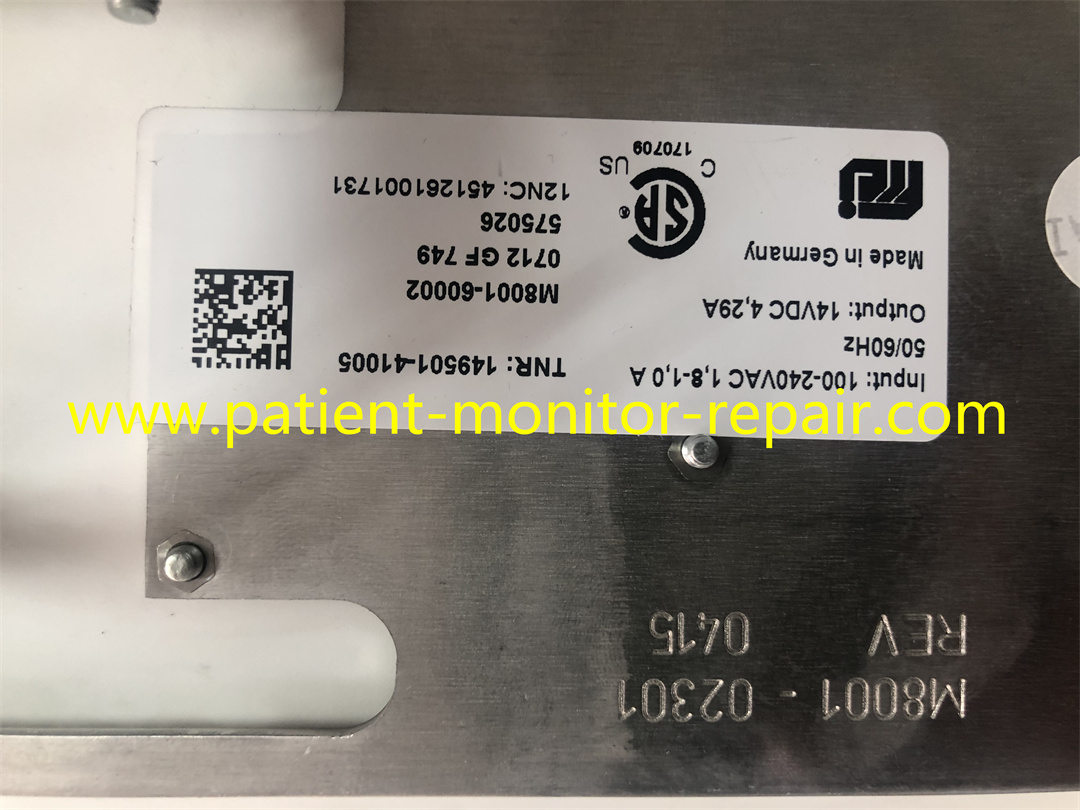 M8001 - 02301
REV 0415
Input: 100-240VAC 1,8-1,0 A
50/60Hz
Output: 14VDC 4,29A
Made in Germany
TNR: 149501-41005
M8001-60002
0712 GF 749
575026
12NC: 451261001731
SA
®
C US
170709
www.patient-monitor-repair.com